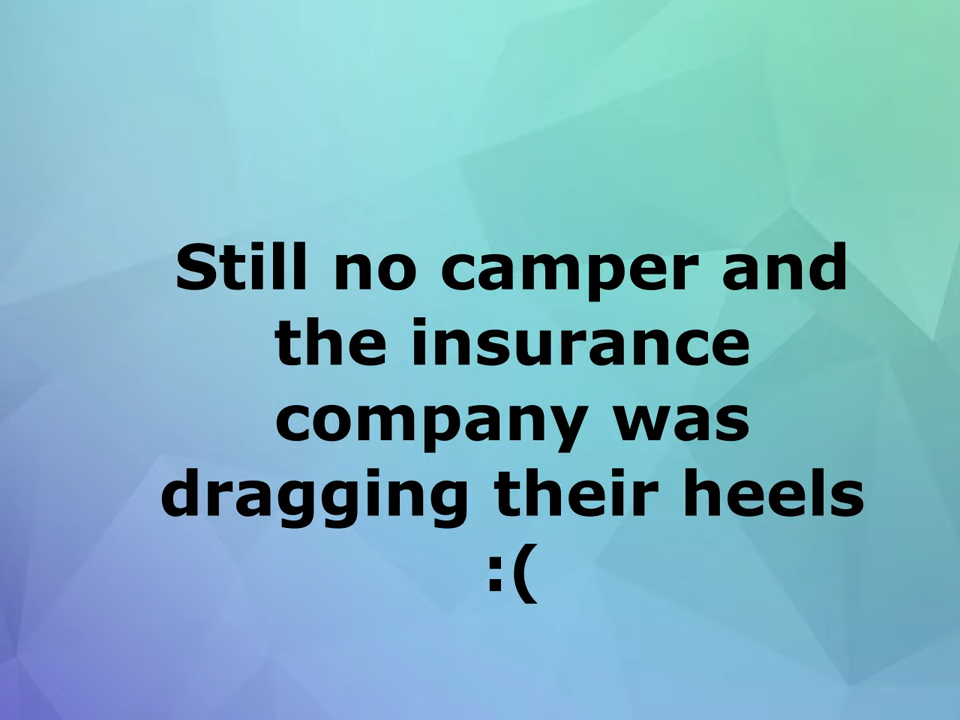 Still no camper and
the insurance
company was
dragging their heels
:(